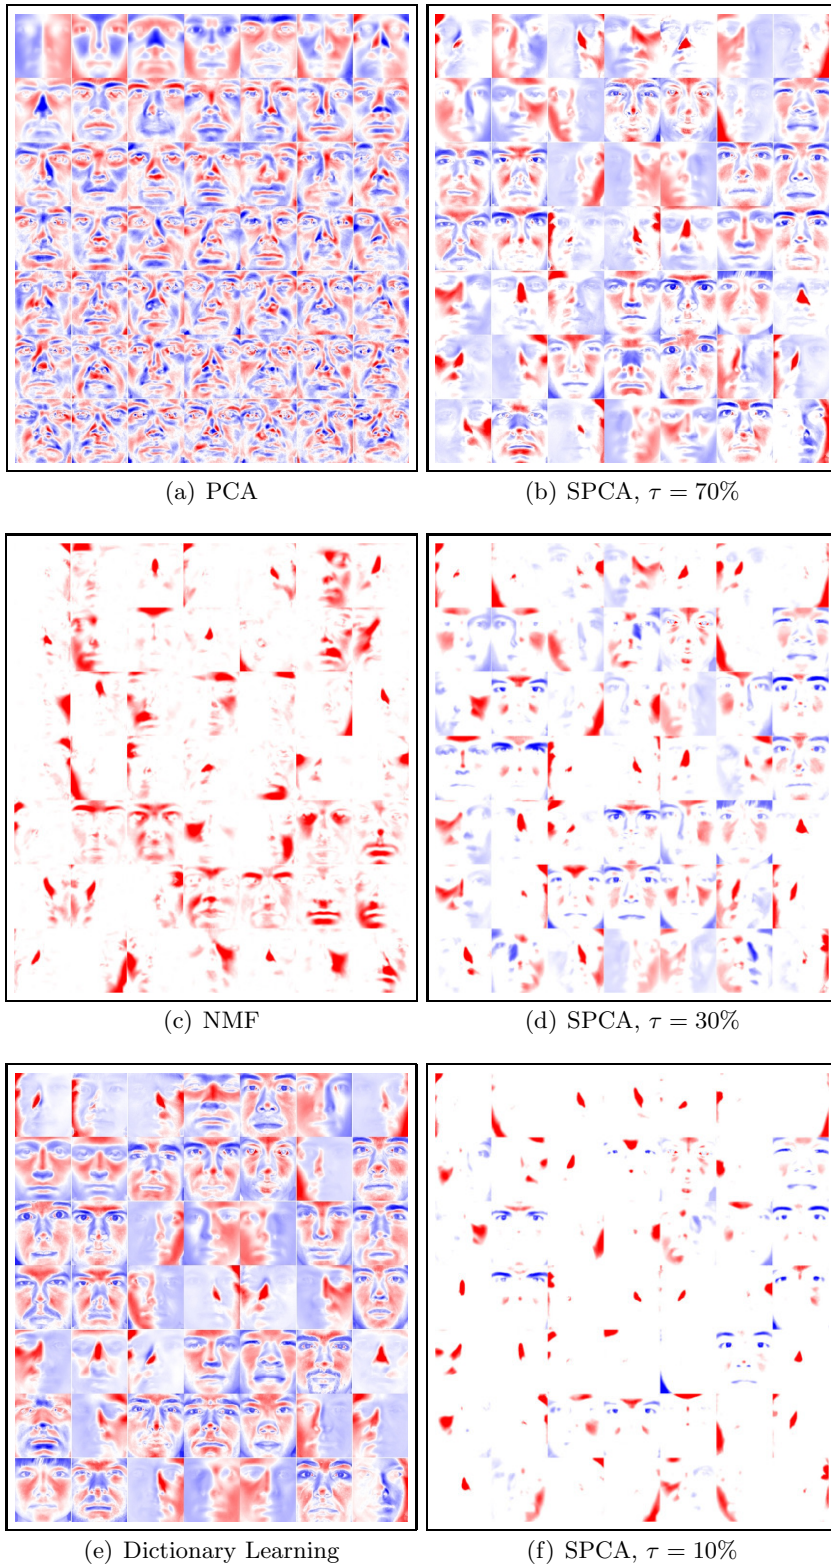 (a) PCA
(b) SPCA, τ = 70%
(c) NMF
(d) SPCA, τ = 30%
(e) Dictionary Learning
(f) SPCA, τ = 10%